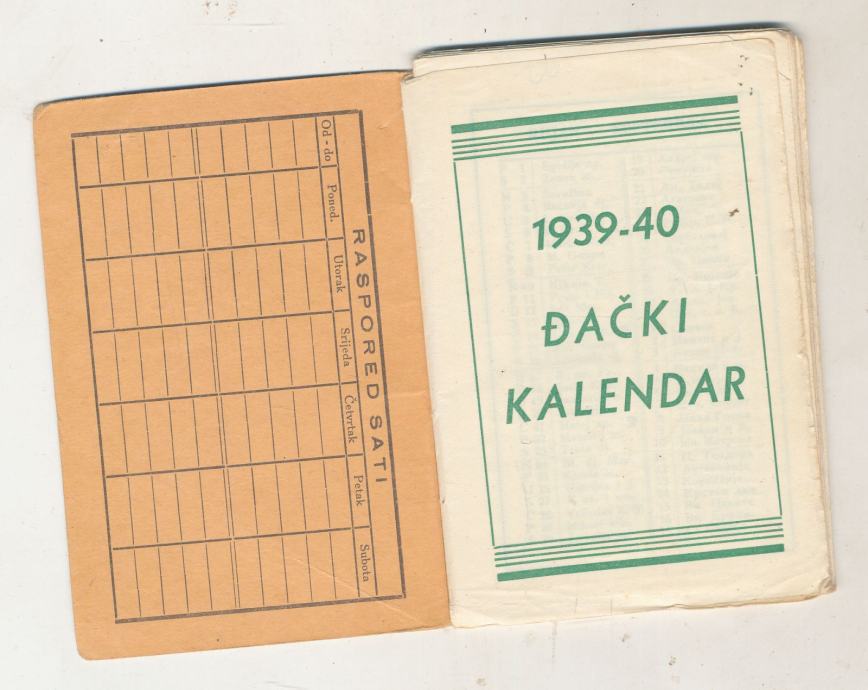 RASPORED SATI
Od - do Poned. Utorak Srijeda Četvrtak Petak Subota
1939-40
ĐAČKI
KALENDAR